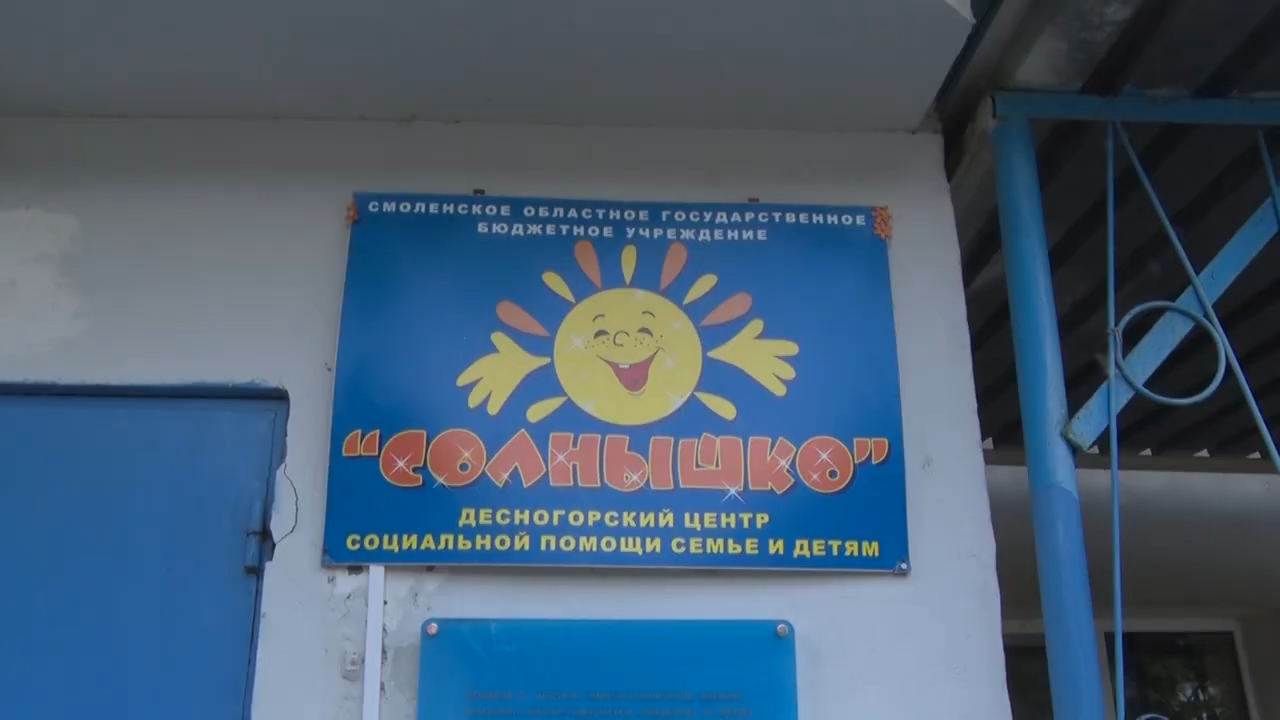 СМОЛЕНСКОЕ ОБЛАСТНОЕ ГОСУДАРСТВЕННОЕ
БЮДЖЕТНОЕ УЧРЕЖДЕНИЕ
"СОЛНЫШКО"
ДЕСНОГОРСКИЙ ЦЕНТР
СОЦИАЛЬНОЙ ПОМОЩИ СЕМЬЕ И ДЕТЯМ